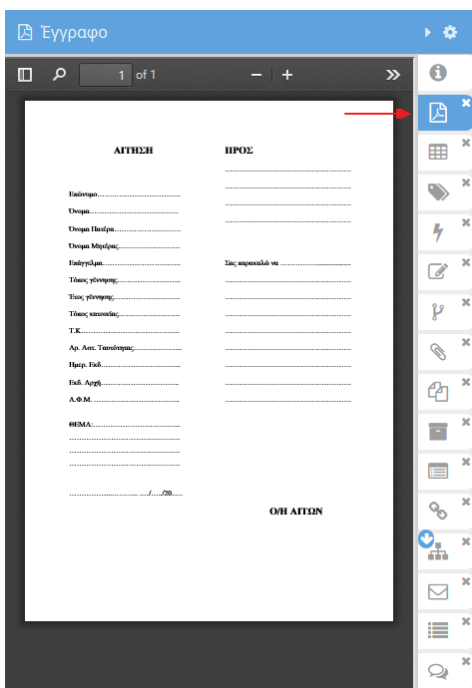 Έγγραφο
1 of 1
ΑΙΤΗΣΗ
ΠΡΟΣ
............................................................
............................................................
............................................................
............................................................
Επώνυμο........................................
Όνομα...........................................
Όνομα Πατέρα................................
Όνομα Μητέρας..............................
Επάγγελμα.....................................
Τόπος γέννησης...............................
Έτος γέννησης.................................
Τόπος κατοικίας..............................
Τ.Κ................................................
Αρ. Αστ. Ταυτότητας.......................
Ημερ. Εκδ......................................
Εκδ. Αρχή......................................
Α.Φ.Μ. ..........................................
ΘΕΜΑ:...........................................
.....................................................
.....................................................
.....................................................
................................. ..../...../20.....
Σας παρακαλώ να ..................................
............................................................
............................................................
............................................................
............................................................
............................................................
............................................................
............................................................
............................................................
Ο/Η ΑΙΤΩΝ